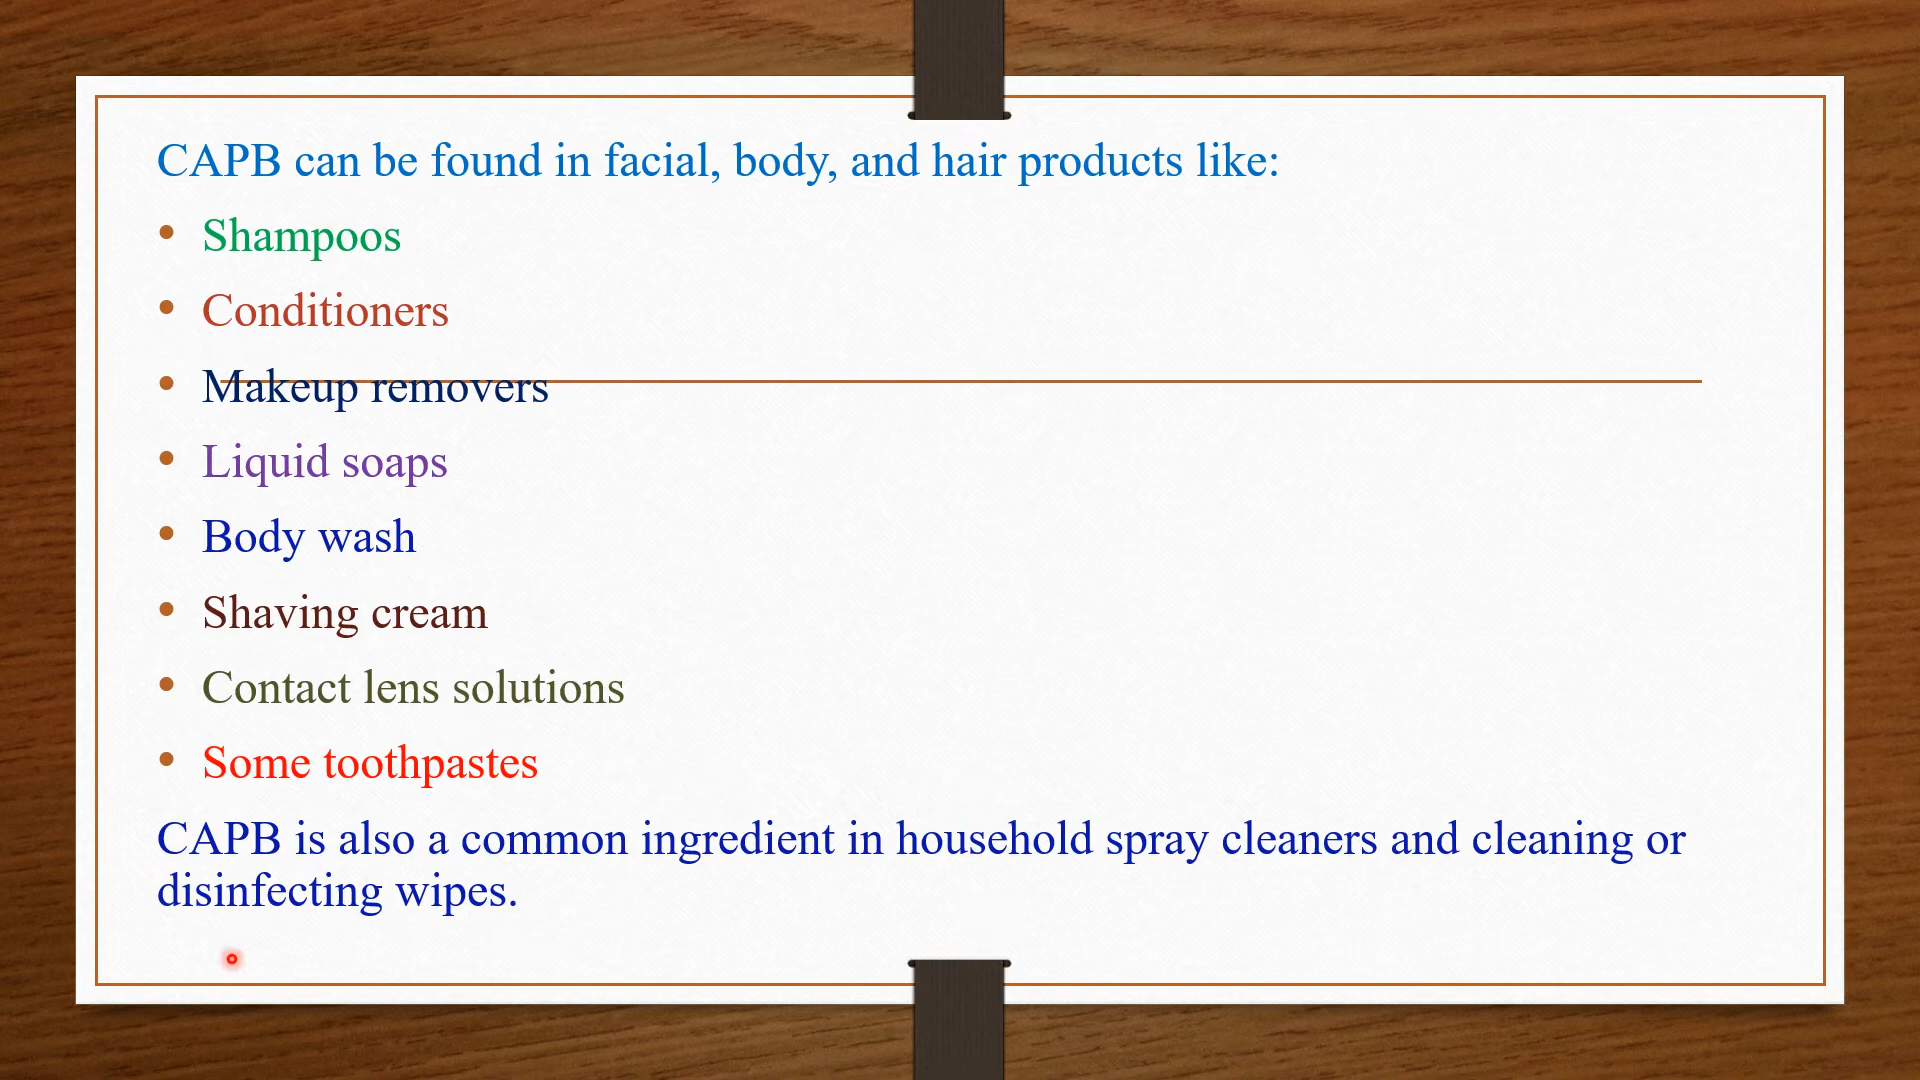 CAPB can be found in facial, body, and hair products like:
• Shampoos
• Conditioners
• Makeup removers
• Liquid soaps
• Body wash
• Shaving cream
• Contact lens solutions
• Some toothpastes
CAPB is also a common ingredient in household spray cleaners and cleaning or
disinfecting wipes.